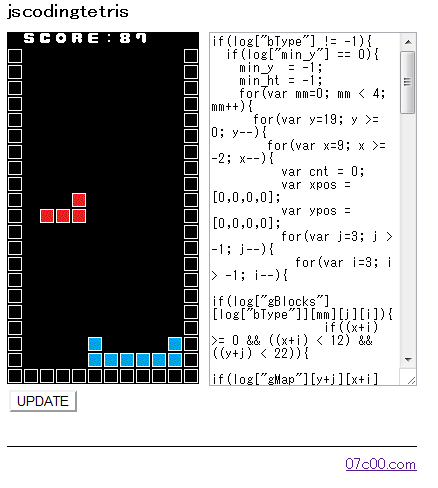 jscodingtetris
SCORE:87
if(log["bType"] != -1){
if(log["min_y"] == 0){
min_y  = -1;
min_ht = -1;
for(var mm=0; mm < 4;
mm++){
for(var y=19; y >=
0; y--){
for(var x=9; x >=
-2; x--){
var cnt = 0;
var xpos =
[0,0,0,0];
var ypos =
[0,0,0,0];
for(var j=3; j >
-1; j--){
for(var i=3; i
> -1; i--){
if(log["gBlocks"]
[log["bType"]][mm][j][i]){
if((x+i)
>= 0 && ((x+i) < 12) &&
((y+j) < 22)){
if(log["gMap"][y+j][x+i]
UPDATE
07c00.com